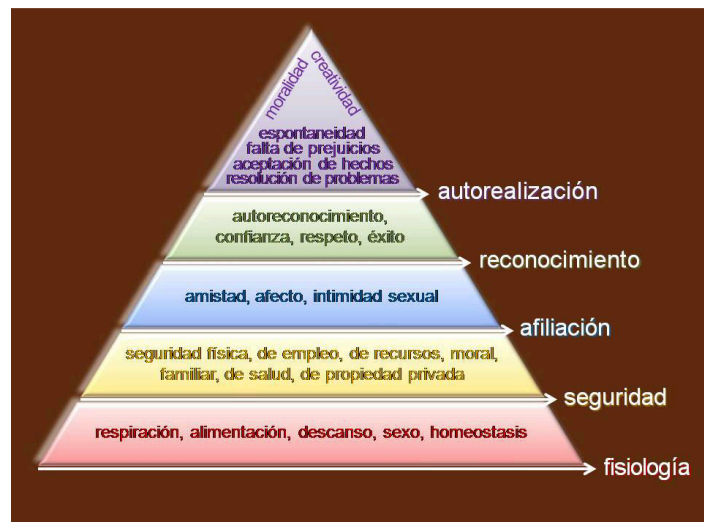 moralidad
creatividad
espontaneidad
falta de prejuicios
aceptación de hechos
resolución de problemas
autorealización
autoreconocimiento,
confianza, respeto, éxito
reconocimiento
amistad, afecto, intimidad sexual
afiliación
seguridad física, de empleo, de recursos, moral,
familiar, de salud, de propiedad privada
seguridad
respiración, alimentación, descanso, sexo, homeostasis
fisiología